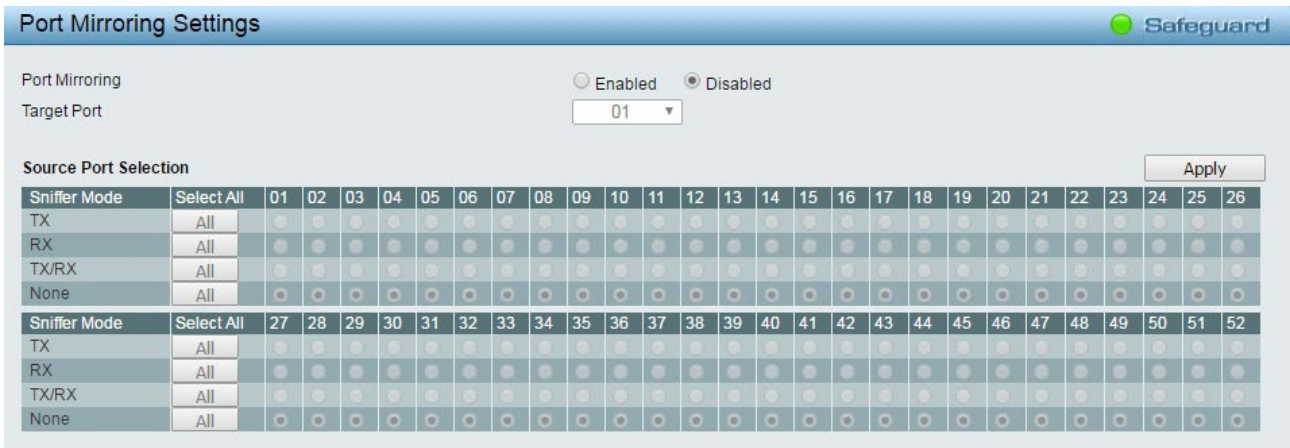 Port Mirroring Settings Safeguard
Port Mirroring Enabled Disabled
Target Port 01
Source Port Selection Apply
Sniffer Mode Select All 01 02 03 04 05 06 07 08 09 10 11 12 13 14 15 16 17 18 19 20 21 22 23 24 25 26
TX All
RX All
TX/RX All
None All
Sniffer Mode Select All 27 28 29 30 31 32 33 34 35 36 37 38 39 40 41 42 43 44 45 46 47 48 49 50 51 52
TX All
RX All
TX/RX All
None All